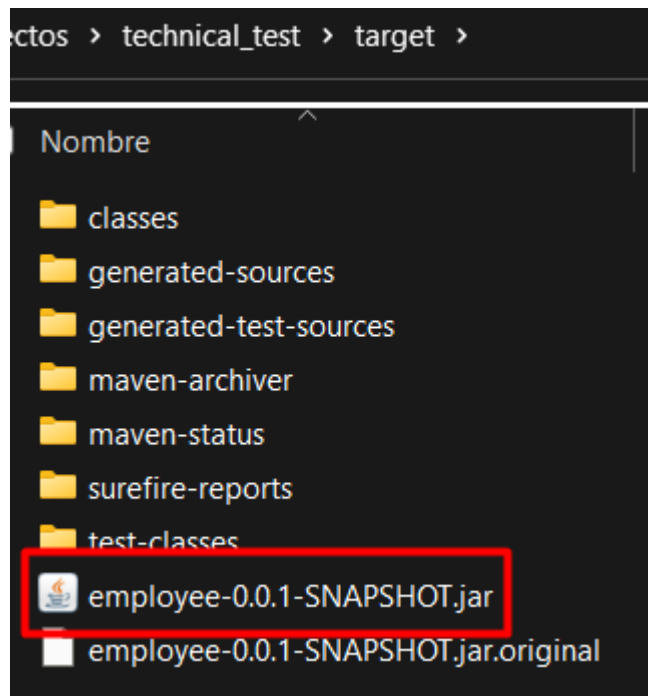 ctos > technical_test > target >
Nombre
classes
generated-sources
generated-test-sources
maven-archiver
maven-status
surefire-reports
test-classes
employee-0.0.1-SNAPSHOT.jar
employee-0.0.1-SNAPSHOT.jar.original